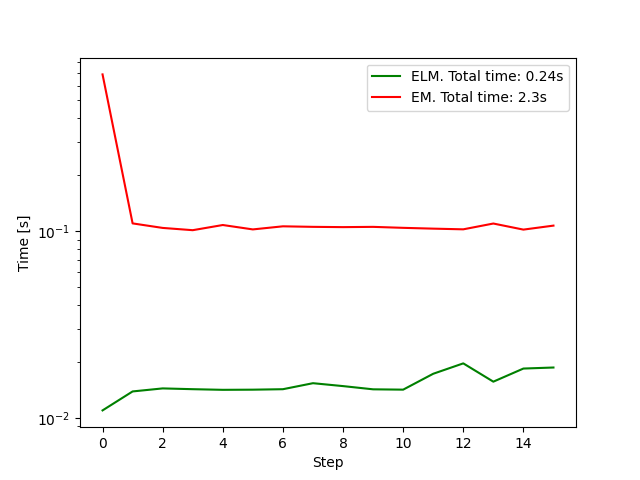 ELM. Total time: 0.24s
EM. Total time: 2.3s
Time [s]
10⁻¹
10⁻²
0 2 4 6 8 10 12 14
Step